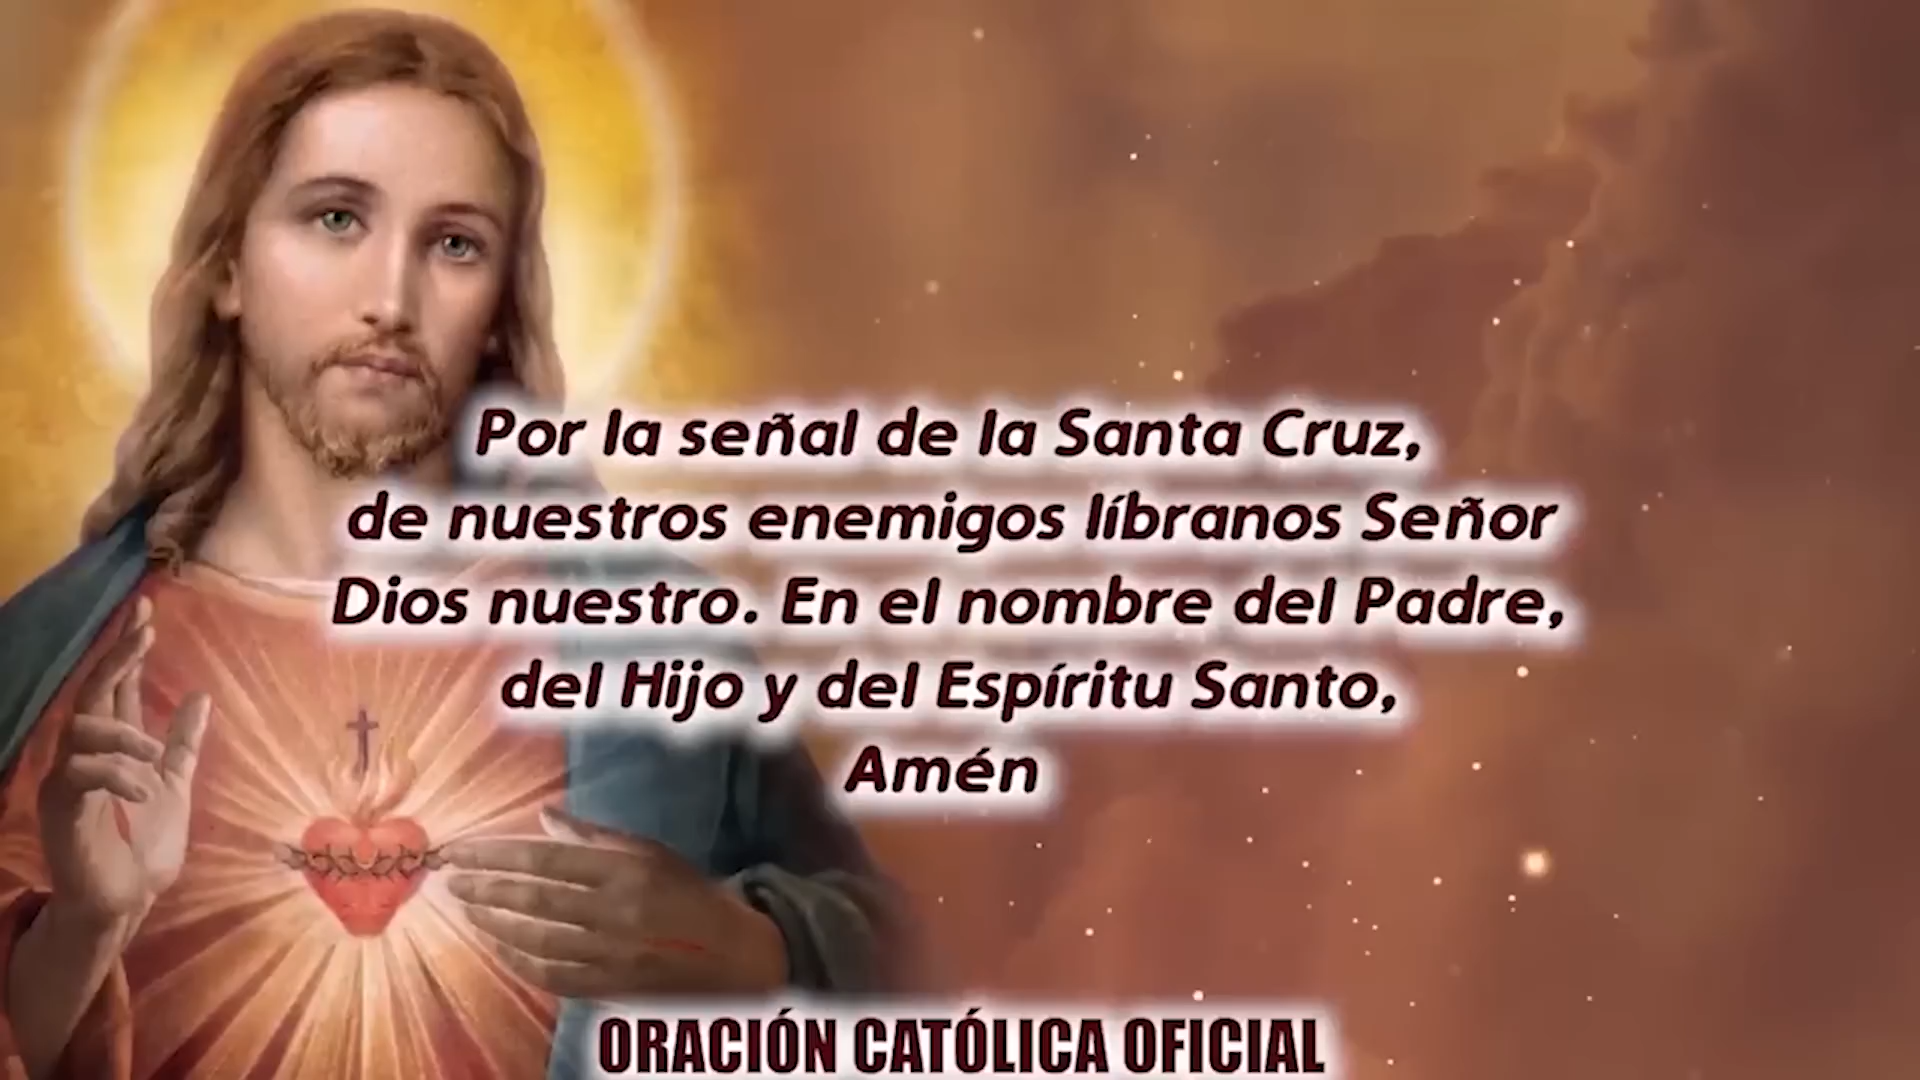 Por la señal de la Santa Cruz,
de nuestros enemigos líbranos Señor
Dios nuestro. En el nombre del Padre,
del Hijo y del Espíritu Santo,
Amén
ORACIÓN CATÓLICA OFICIAL